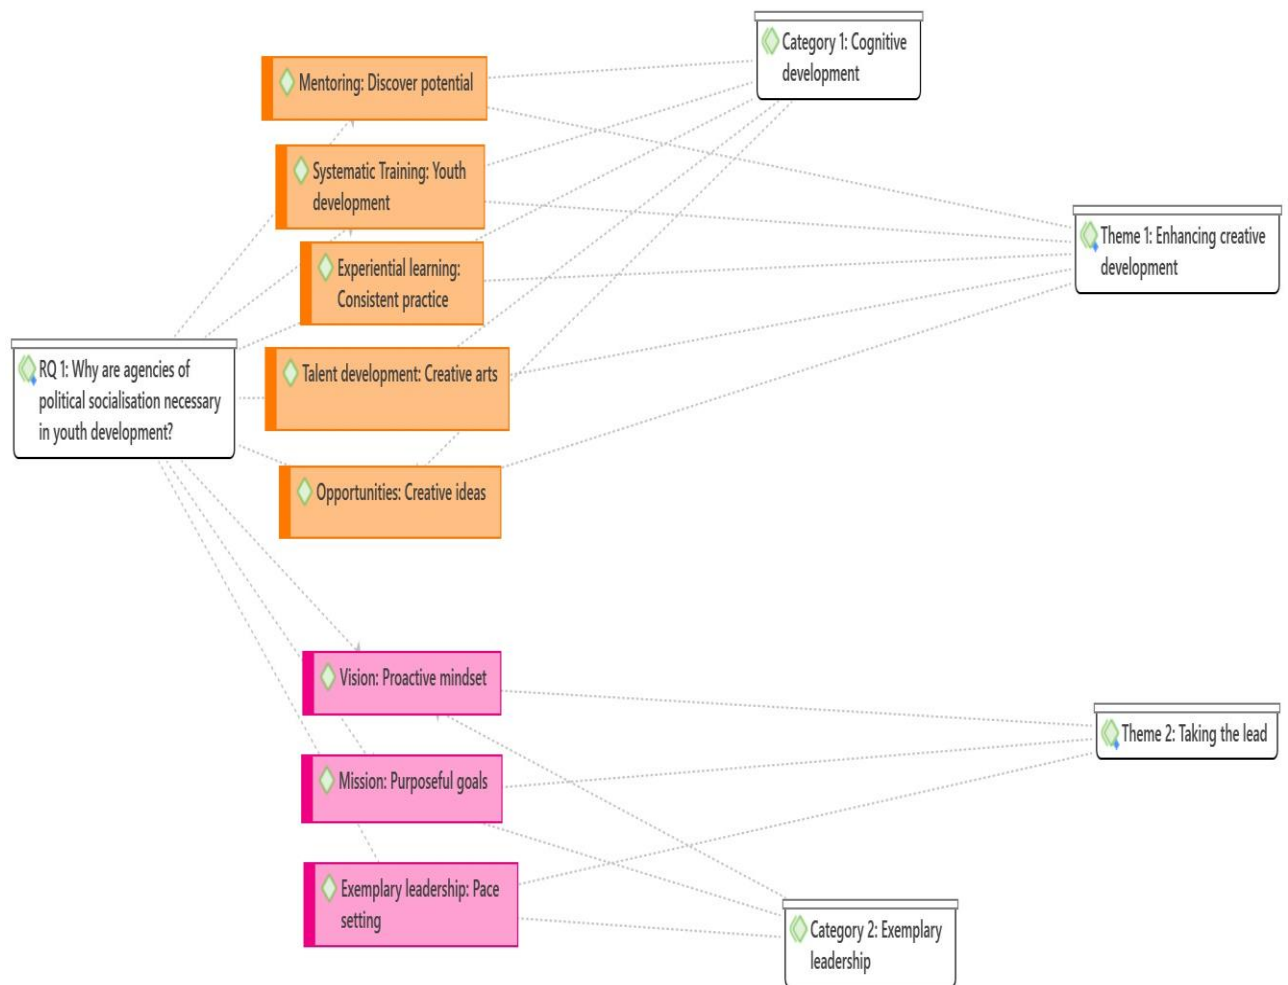 Category 1: Cognitive
development
Mentoring: Discover potential
Systematic Training: Youth
development
Theme 1: Enhancing creative
development
Experiential learning:
Consistent practice
RQ 1: Why are agencies of
political socialisation necessary
in youth development?
Talent development: Creative arts
Opportunities: Creative ideas
Vision: Proactive mindset
Theme 2: Taking the lead
Mission: Purposeful goals
Exemplary leadership: Pace
setting
Category 2: Exemplary
leadership